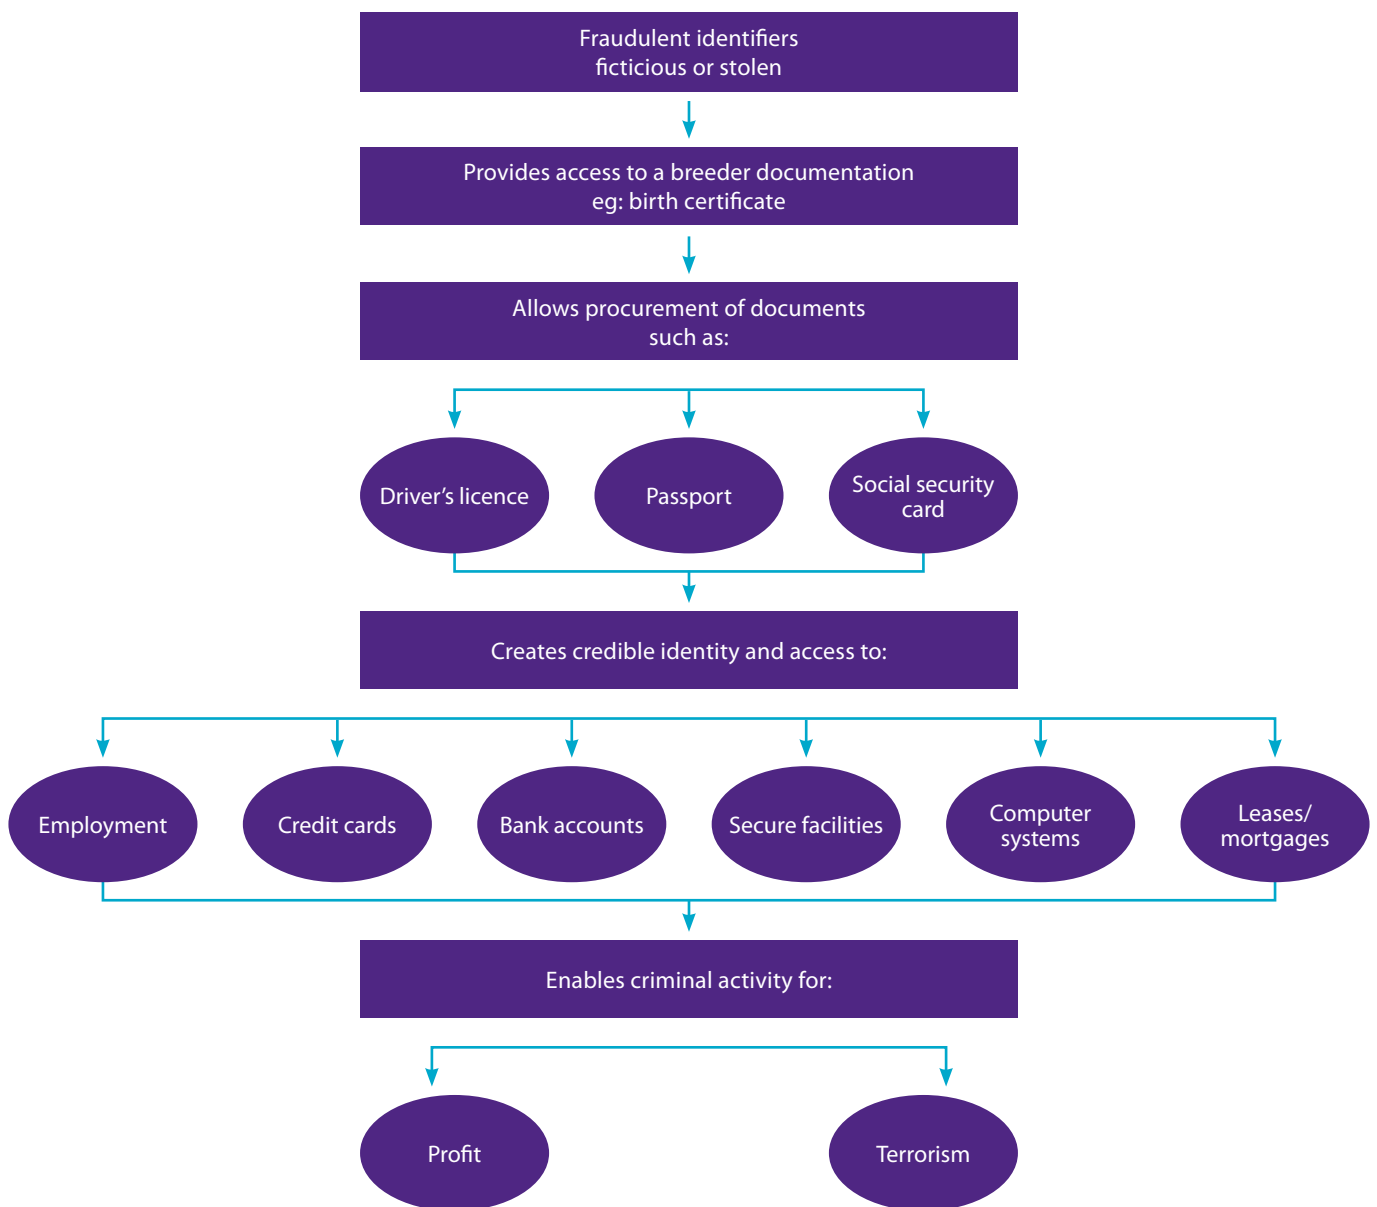 Fraudulent identifiers
ficticious or stolen
Provides access to a breeder documentation
eg: birth certificate
Allows procurement of documents
such as:
Driver’s licence
Passport
Social security
card
Creates credible identity and access to:
Employment
Credit cards
Bank accounts
Secure facilities
Computer
systems
Leases/
mortgages
Enables criminal activity for:
Profit
Terrorism